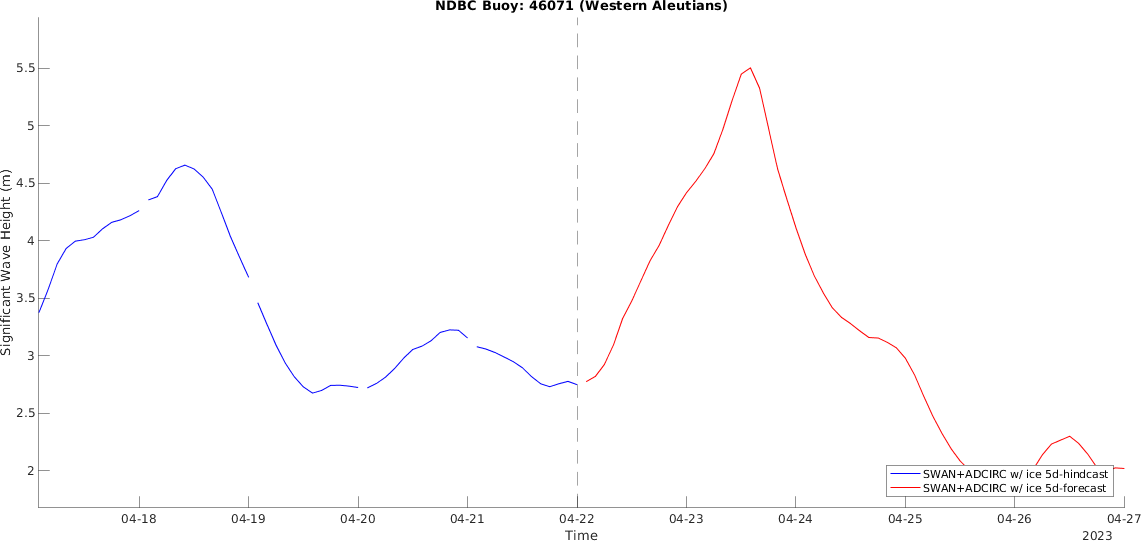 NDBC Buoy: 46071 (Western Aleutians)
Significant Wave Height (m)
5.5
5
4.5
4
3.5
3
2.5
2
SWAN+ADCIRC w/ ice 5d-hindcast
SWAN+ADCIRC w/ ice 5d-forecast
04-18 04-19 04-20 04-21 04-22 04-23 04-24 04-25 04-26 04-27
Time
2023